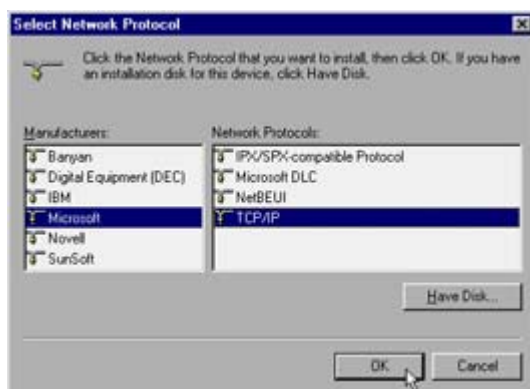 Select Network Protocol
Click the Network Protocol that you want to install, then click OK. If you have
an installation disk for this device, click Have Disk.
Manufacturers:
Banyan
Digital Equipment (DEC)
IBM
Microsoft
Novell
SunSoft
Network Protocols:
IPX/SPX-compatible Protocol
Microsoft DLC
NetBEUI
TCP/IP
Have Disk...
OK
Cancel